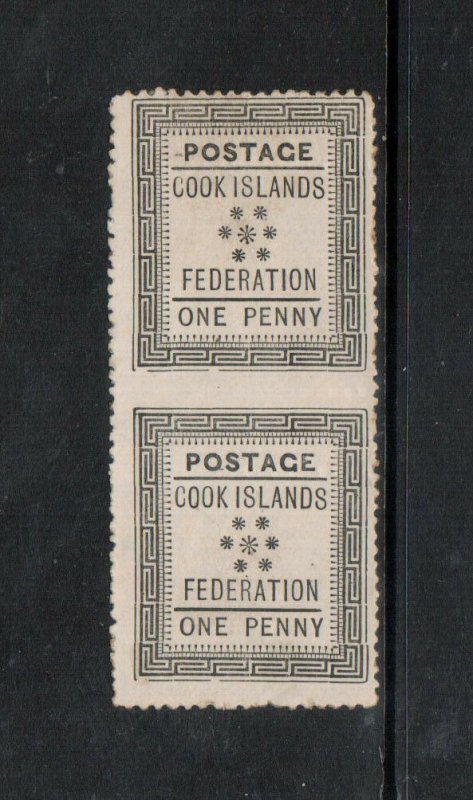 POSTAGE
COOK ISLANDS
FEDERATION
ONE PENNY
POSTAGE
COOK ISLANDS
FEDERATION
ONE PENNY